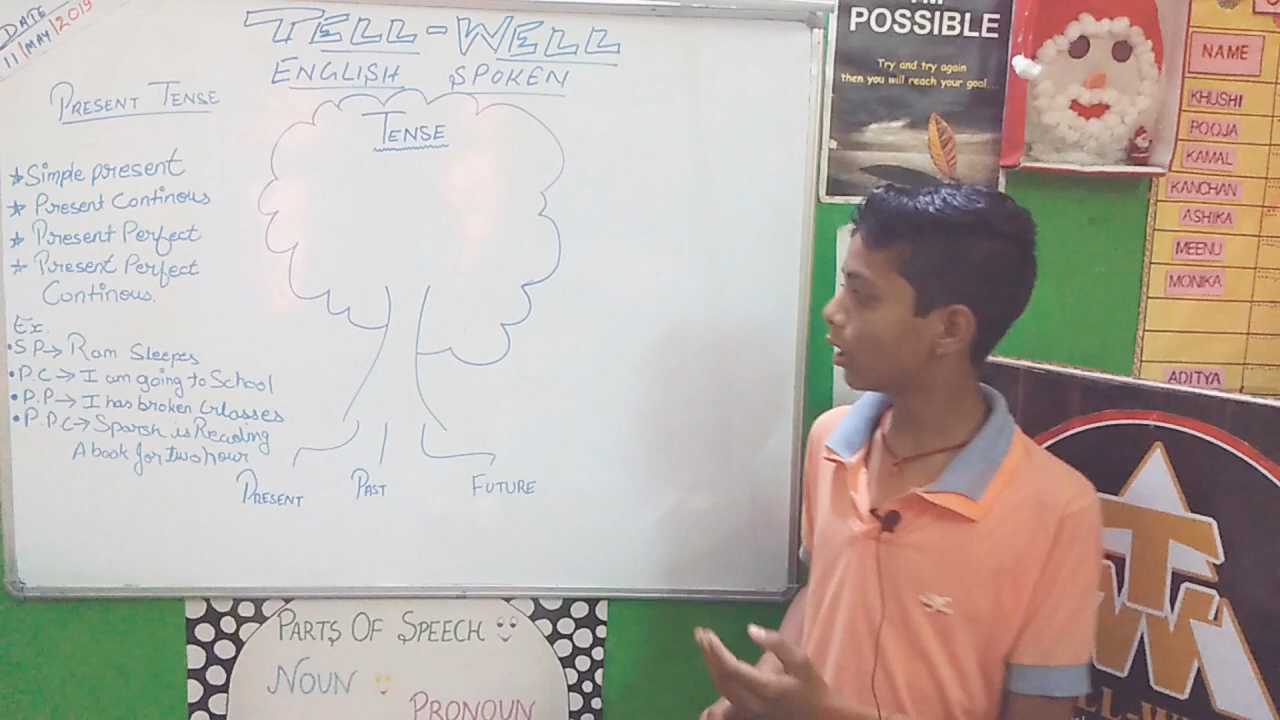 DATE
11/MAY/2019
TELL-WELL
ENGLISH SPOKEN
PRESENT TENSE
Simple present
Present Continous
Present Perfect
Present Perfect
Continous.
Ex.
S.P→ Ram Sleepes
P.C→ I am going to School
P.P→ I has broken Glasses
P.P.C→ Sparsh is Reading
A book for two hour
TENSE
PRESENT
PAST
FUTURE
PARTS OF SPEECH
NOUN
PRONOUN
POSSIBLE
Try and try again
then you will reach your goal...
NAME
KHUSHI
POOJA
KAMAL
KANCHAN
ASHIKA
MEENU
MONIKA
ADITYA
TW